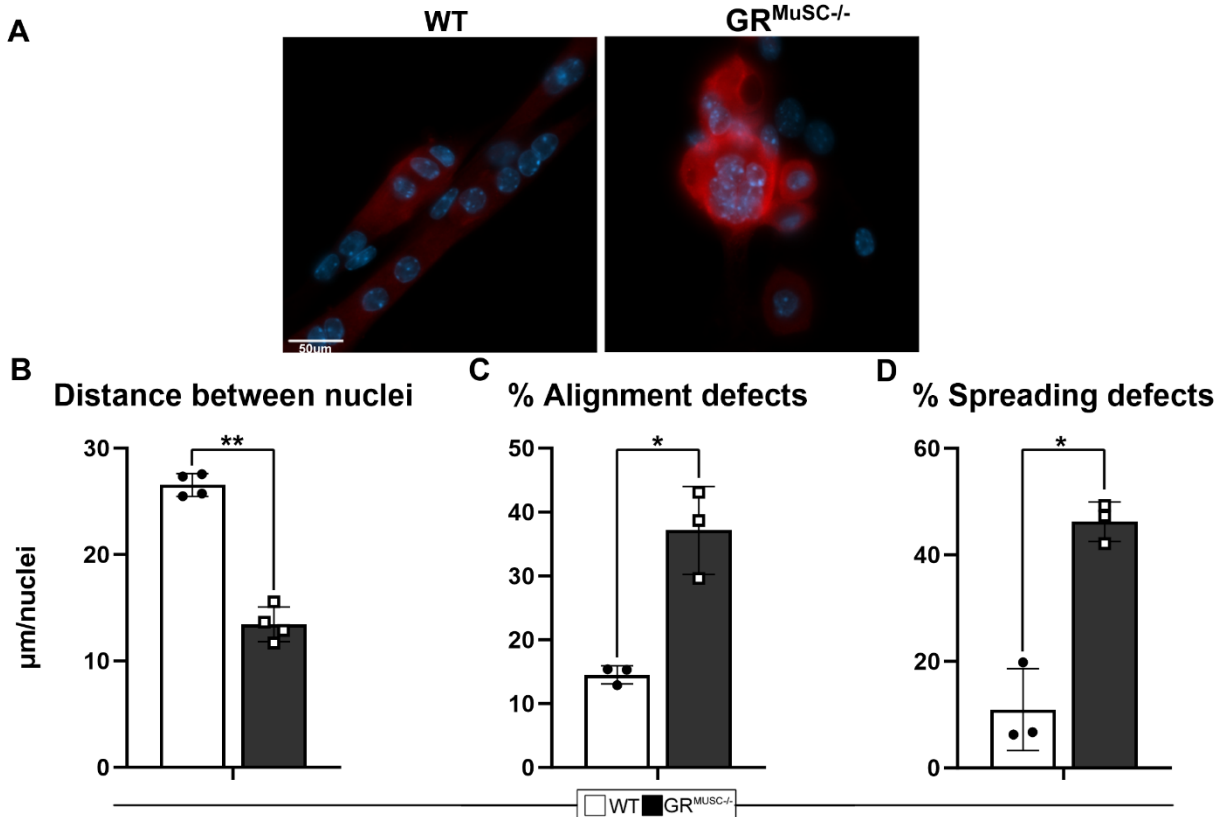 A
WT
GR^MuSC-/-
50µm
B
Distance between nuclei
C
% Alignment defects
D
% Spreading defects
µm/nuclei
30
20
10
0
**
50
40
30
20
10
0
*
60
40
20
0
*
WT GR^MUSC-/-